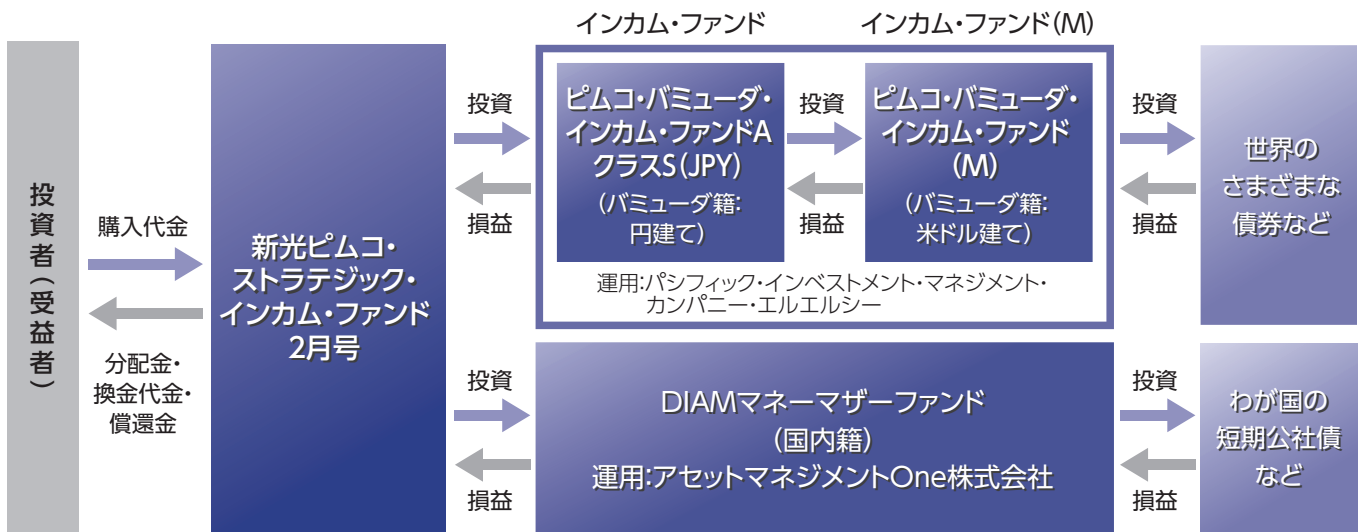 インカム・ファンド
インカム・ファンド(M)
投資者(受益者)
購入代金
分配金・
換金代金・
償還金
新光ピムコ・
ストラテジック・
インカム・ファンド
2月号
投資
損益
ピムコ・バミューダ・
インカム・ファンドA
クラスS(JPY)
(バミューダ籍:
円建て)
投資
損益
ピムコ・バミューダ・
インカム・ファンド
(M)
(バミューダ籍:
米ドル建て)
運用:パシフィック・インベストメント・マネジメント・
カンパニー・エルエルシー
投資
損益
世界の
さまざまな
債券など
投資
損益
DIAMマネーマザーファンド
(国内籍)
運用:アセットマネジメントOne株式会社
投資
損益
わが国の
短期公社債
など